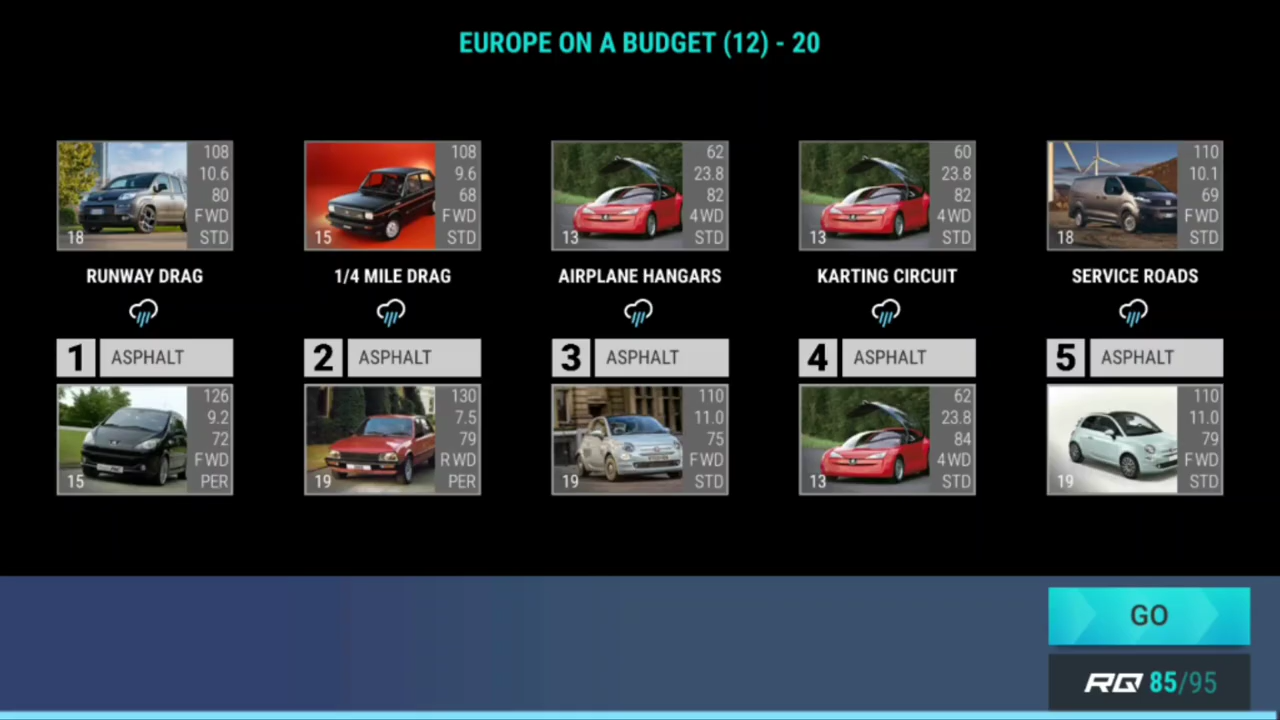 EUROPE ON A BUDGET (12) - 20
108
10.6
80
FWD
STD
18
108
9.6
68
FWD
STD
15
62
23.8
82
4WD
STD
13
60
23.8
82
4WD
STD
13
110
10.1
69
FWD
STD
18
RUNWAY DRAG
1/4 MILE DRAG
AIRPLANE HANGARS
KARTING CIRCUIT
SERVICE ROADS
1 ASPHALT
2 ASPHALT
3 ASPHALT
4 ASPHALT
5 ASPHALT
126
9.2
72
FWD
PER
15
130
7.5
79
RWD
PER
19
110
11.0
75
FWD
STD
19
62
23.8
84
4WD
STD
13
110
11.0
79
FWD
STD
19
GO
RQ 85/95